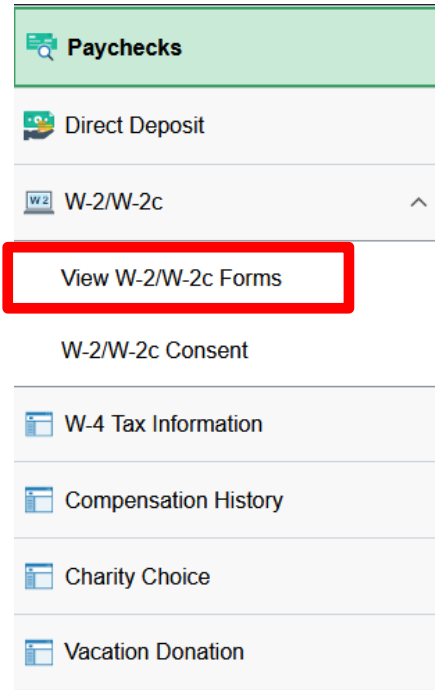 Paychecks
Direct Deposit
W2 W-2/W-2c
View W-2/W-2c Forms
W-2/W-2c Consent
W-4 Tax Information
Compensation History
Charity Choice
Vacation Donation